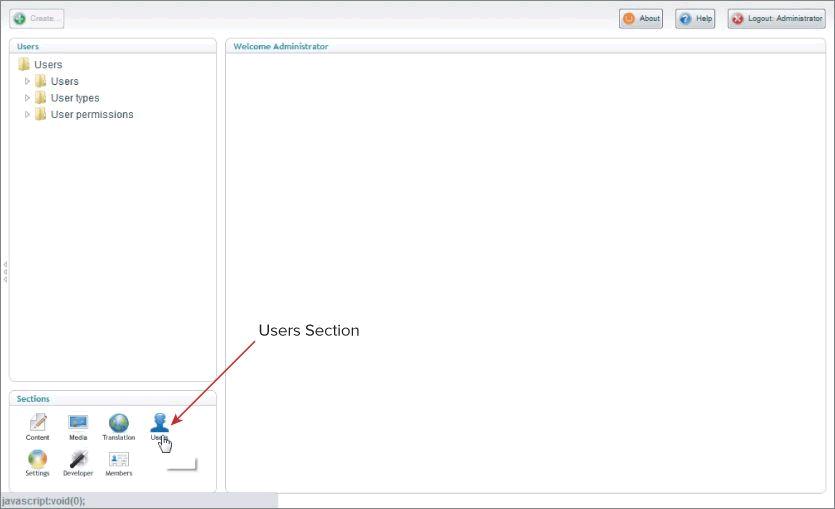 Create...
About
Help
Logout: Administrator
Users
Welcome Administrator
Users
Users
User types
User permissions
Users Section
Sections
Content
Media
Translation
Users
Settings
Developer
Members
javascript:void(0);